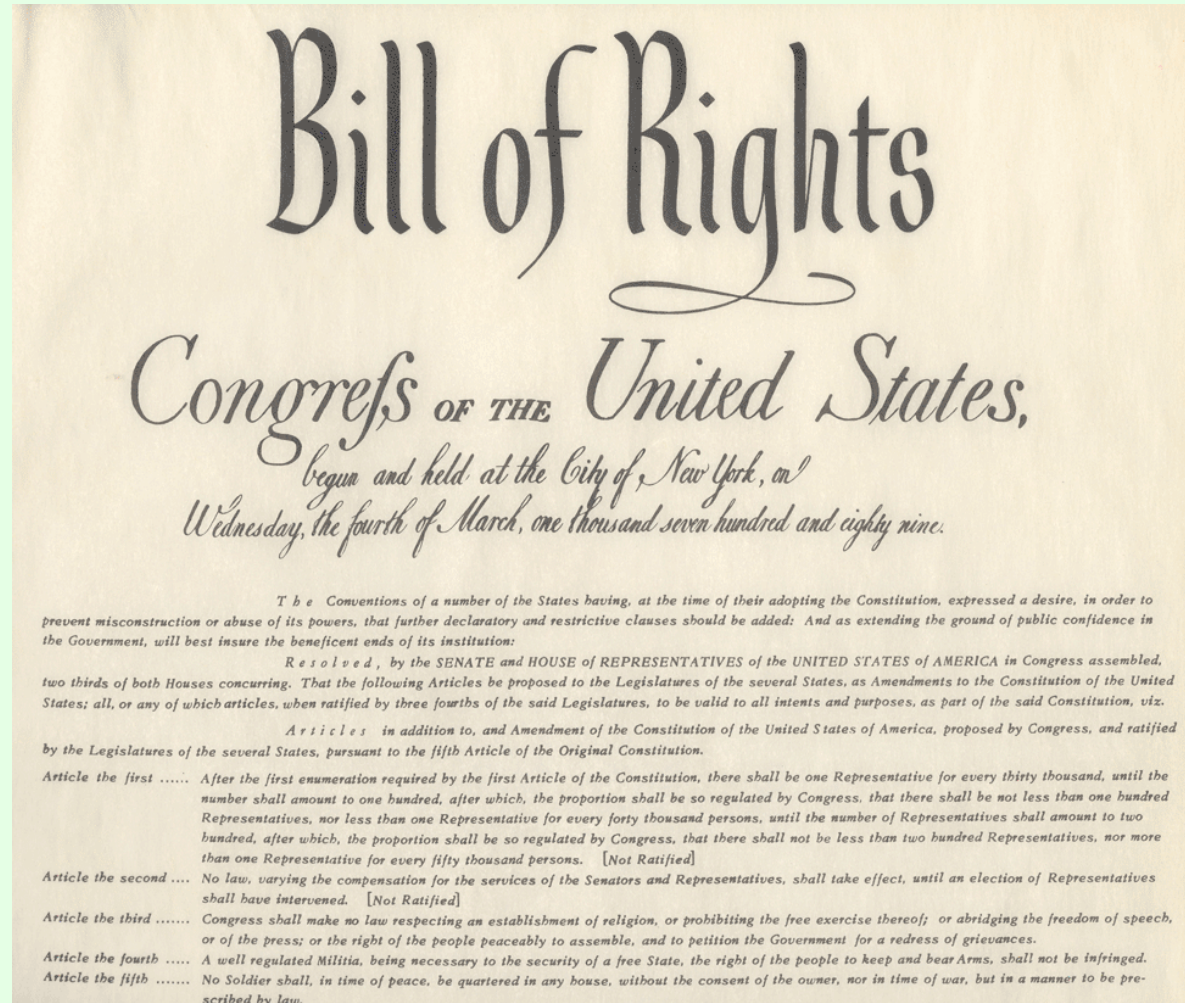 Bill of Rights
Congreſs OF THE United States,
begun and held at the City of New York, on
Wednesday, the fourth of March, one thousand seven hundred and eighty nine.
The Conventions of a number of the States having, at the time of their adopting the Constitution, expressed a desire, in order to
prevent misconstruction or abuse of its powers, that further declaratory and restrictive clauses should be added: And as extending the ground of public confidence in
the Government, will best insure the beneficent ends of its institution:
Resolved, by the SENATE and HOUSE of REPRESENTATIVES of the UNITED STATES of AMERICA in Congress assembled,
two thirds of both Houses concurring. That the following Articles be proposed to the Legislatures of the several States, as Amendments to the Constitution of the United
States; all, or any of which articles, when ratified by three fourths of the said Legislatures, to be valid to all intents and purposes, as part of the said Constitution, viz.
Articles in addition to, and Amendment of the Constitution of the United States of America, proposed by Congress, and ratified
by the Legislatures of the several States, pursuant to the fifth Article of the Original Constitution.
Article the first ...... After the first enumeration required by the first Article of the Constitution, there shall be one Representative for every thirty thousand, until the
number shall amount to one hundred, after which, the proportion shall be so regulated by Congress, that there shall be not less than one hundred
Representatives, nor less than one Representative for every forty thousand persons, until the number of Representatives shall amount to two
hundred, after which, the proportion shall be so regulated by Congress, that there shall not be less than two hundred Representatives, nor more
than one Representative for every fifty thousand persons. [Not Ratified]
Article the second .... No law, varying the compensation for the services of the Senators and Representatives, shall take effect, until an election of Representatives
shall have intervened. [Not Ratified]
Article the third ....... Congress shall make no law respecting an establishment of religion, or prohibiting the free exercise thereof; or abridging the freedom of speech,
or of the press; or the right of the people peaceably to assemble, and to petition the Government for a redress of grievances.
Article the fourth ..... A well regulated Militia, being necessary to the security of a free State, the right of the people to keep and bear Arms, shall not be infringed.
Article the fifth ....... No Soldier shall, in time of peace, be quartered in any house, without the consent of the owner, nor in time of war, but in a manner to be pre-
scribed by law.